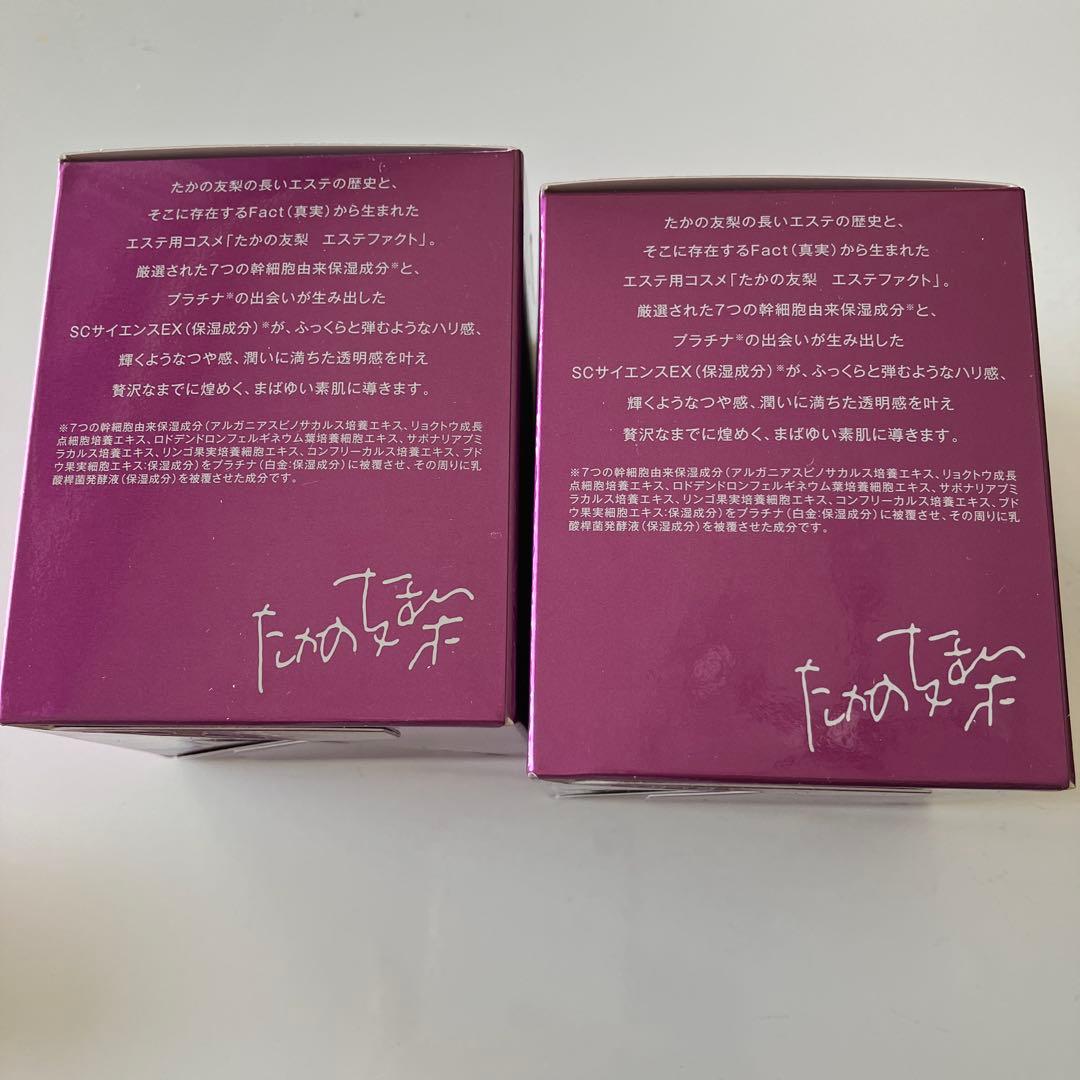 たかの友梨の長いエステの歴史と、
そこに存在するFact（真実）から生まれた
エステ用コスメ「たかの友梨　エステファクト」。
厳選された7つの幹細胞由来保湿成分※と、
プラチナ※の出会いが生み出した
SCサイエンスEX（保湿成分）※が、ふっくらと弾むようなハリ感、
輝くようなつや感、潤いに満ちた透明感を叶え
贅沢なまでに煌めく、まばゆい素肌に導きます。
※7つの幹細胞由来保湿成分（アルガニアスピノサカルス培養エキス、リョクトウ成長
点細胞培養エキス、ロドデンドロンフェルギネウム葉培養細胞エキス、サポナリアプミ
ラカルス培養エキス、リンゴ果実培養細胞エキス、コンフリーカルス培養エキス、ブド
ウ果実細胞エキス：保湿成分）をプラチナ（白金：保湿成分）に被覆させ、その周りに乳
酸桿菌発酵液（保湿成分）を被覆させた成分です。
たかの友梨
たかの友梨の長いエステの歴史と、
そこに存在するFact（真実）から生まれた
エステ用コスメ「たかの友梨　エステファクト」。
厳選された7つの幹細胞由来保湿成分※と、
プラチナ※の出会いが生み出した
SCサイエンスEX（保湿成分）※が、ふっくらと弾むようなハリ感、
輝くようなつや感、潤いに満ちた透明感を叶え
贅沢なまでに煌めく、まばゆい素肌に導きます。
※7つの幹細胞由来保湿成分（アルガニアスピノサカルス培養エキス、リョクトウ成長
点細胞培養エキス、ロドデンドロンフェルギネウム葉培養細胞エキス、サポナリアプミ
ラカルス培養エキス、リンゴ果実培養細胞エキス、コンフリーカルス培養エキス、ブド
ウ果実細胞エキス：保湿成分）をプラチナ（白金：保湿成分）に被覆させ、その周りに乳
酸桿菌発酵液（保湿成分）を被覆させた成分です。
たかの友梨